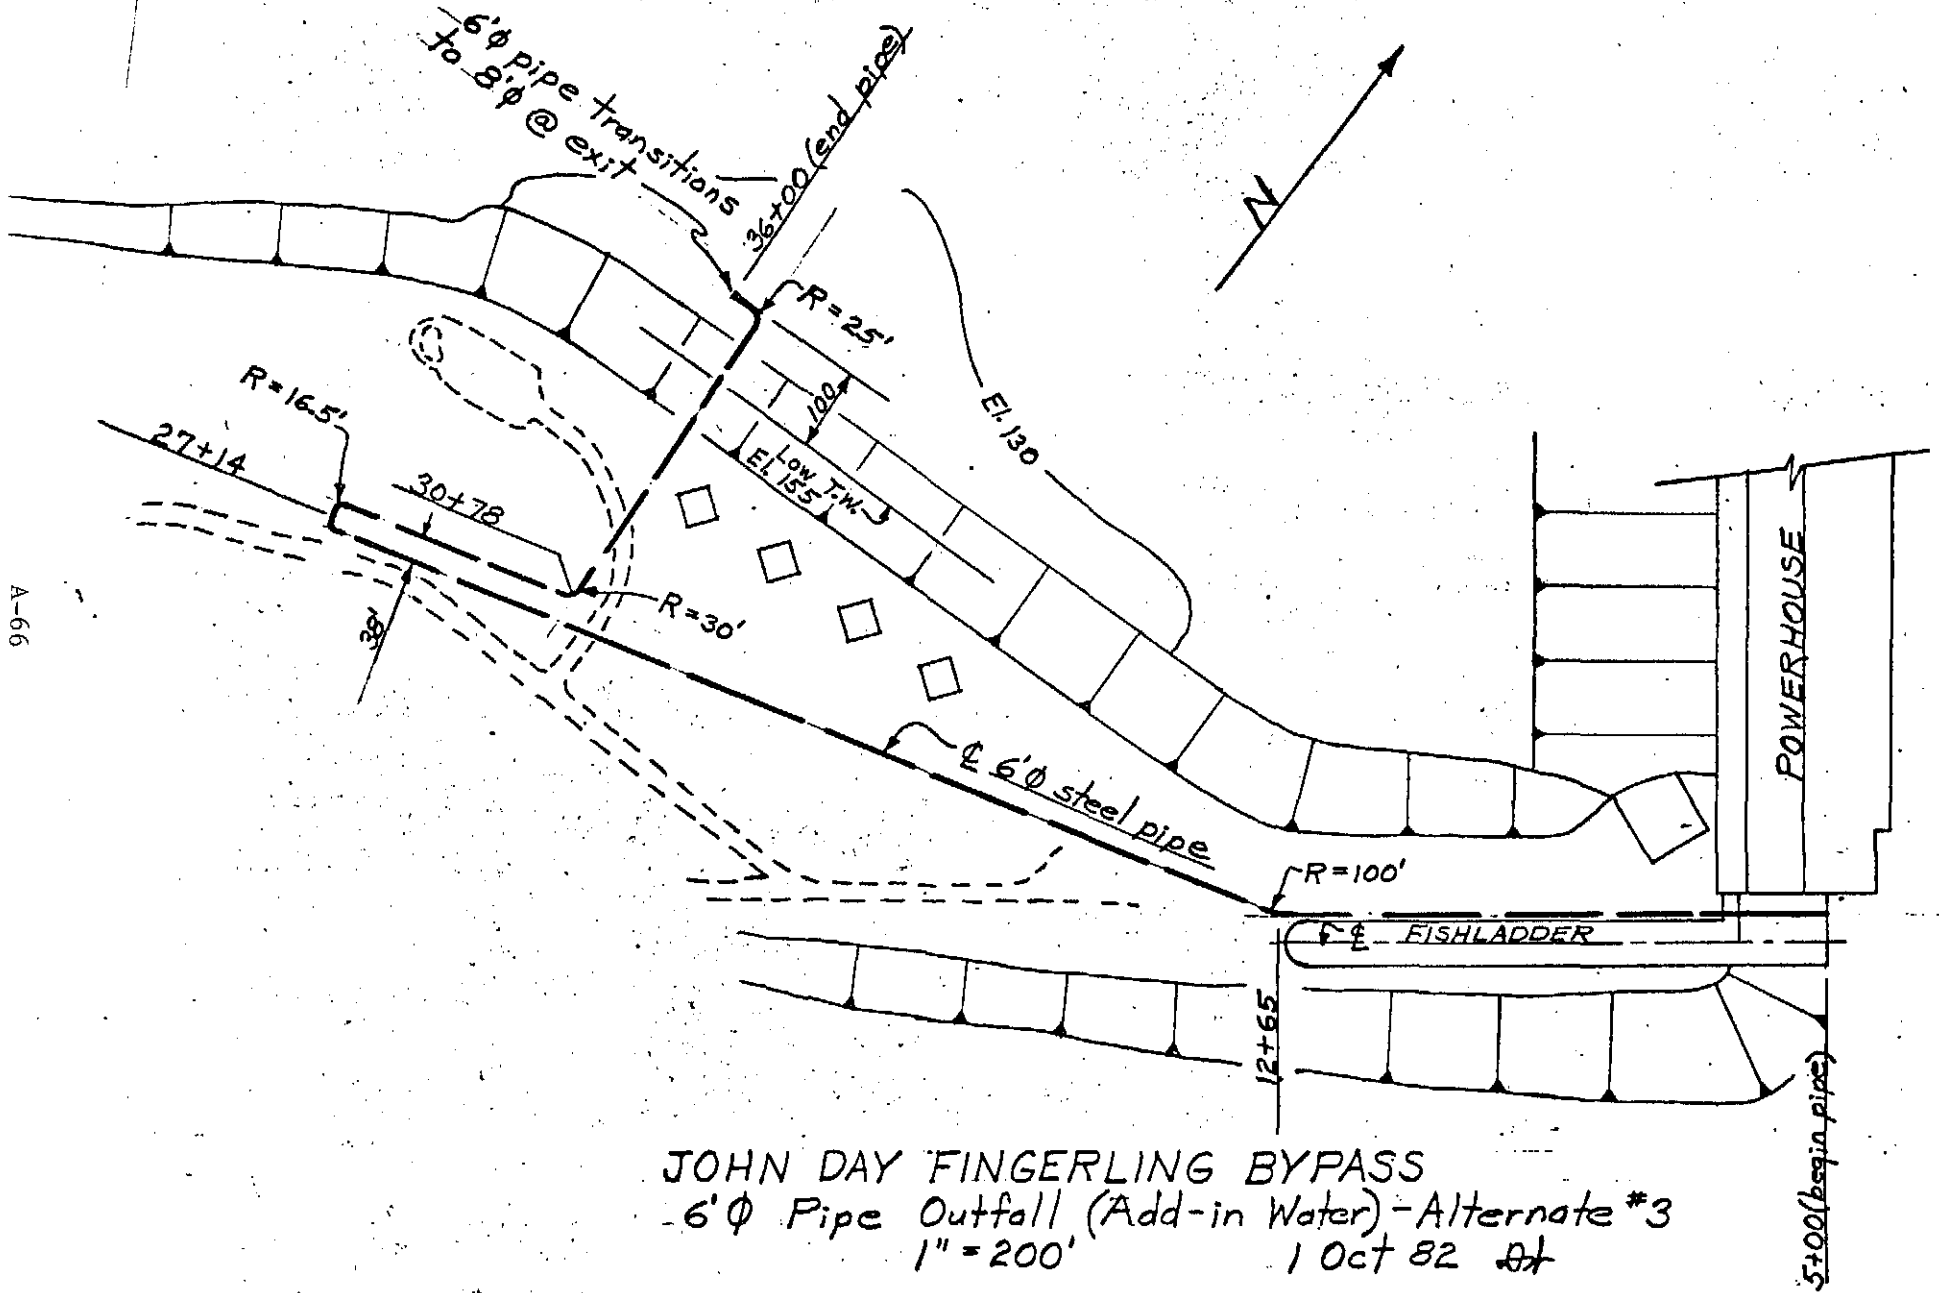 6'φ pipe transitions
to 8'φ @ exit
36+00 (end pipe)
N
R=25'
100
El. 130
R=16.5'
27+14
30+78
Low T.W.
El. 155
38'
R=30'
℄ 6'φ steel pipe
POWERHOUSE
R=100'
℄ FISHLADDER
12+65
5+00 (begin pipe)
A-66
JOHN DAY FINGERLING BYPASS
6'φ Pipe Outfall (Add-in Water) - Alternate #3
1" = 200'
1 Oct 82